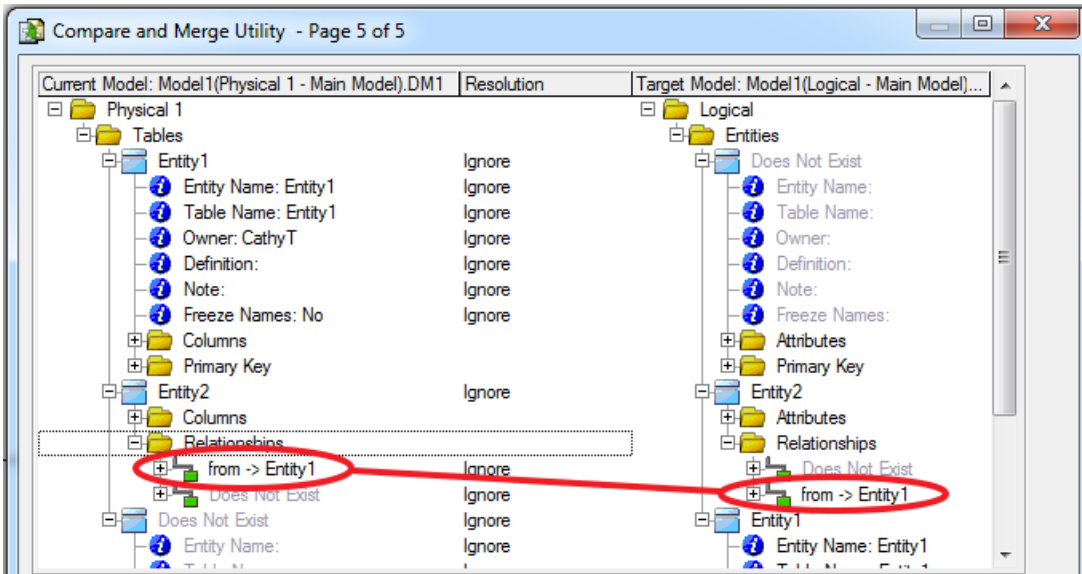 Compare and Merge Utility - Page 5 of 5
Current Model: Model1(Physical 1 - Main Model).DM1 Resolution Target Model: Model1(Logical - Main Model)...
Physical 1 Logical
Tables Entities
Entity1 Ignore Does Not Exist
Entity Name: Entity1 Ignore Entity Name:
Table Name: Entity1 Ignore Table Name:
Owner: CathyT Ignore Owner:
Definition: Ignore Definition:
Note: Ignore Note:
Freeze Names: No Ignore Freeze Names:
Columns Attributes
Primary Key Primary Key
Entity2 Ignore Entity2
Columns Attributes
Relationships Relationships
from -> Entity1 Ignore Does Not Exist
Does Not Exist Ignore from -> Entity1
Does Not Exist Ignore Entity1
Entity Name: Ignore Entity Name: Entity1